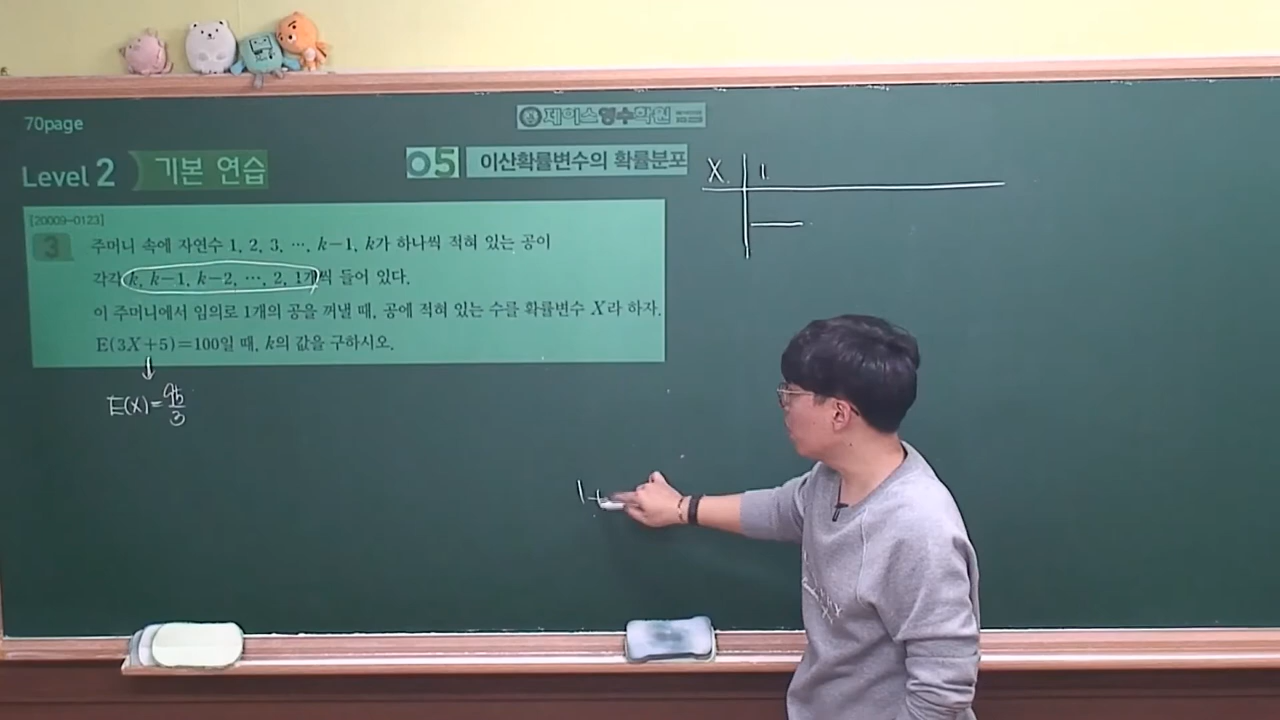 70page
제이스영수학원
Level 2 기본 연습
05 이산확률변수의 확률분포
[20009-0123]
3 주머니 속에 자연수 1, 2, 3, ⋯, k−1, k가 하나씩 적혀 있는 공이
각각 k, k−1, k−2, ⋯, 2, 1개씩 들어 있다.
이 주머니에서 임의로 1개의 공을 꺼낼 때, 공에 적혀 있는 수를 확률변수 X라 하자.
E(3X+5)=100일 때, k의 값을 구하시오.
E(X)=95/3
X 1
1+